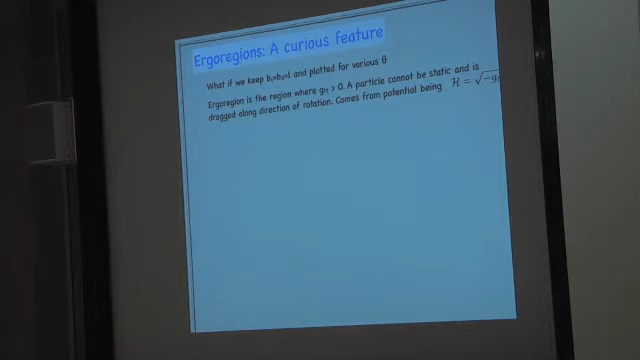 Ergoregions: A curious feature
What if we keep b₁=b₂=1 and plotted for various θ
Ergoregion is the region where gₜₜ > 0. A particle cannot be static and is
dragged along direction of rotation. Comes from potential being ℋ = √−g